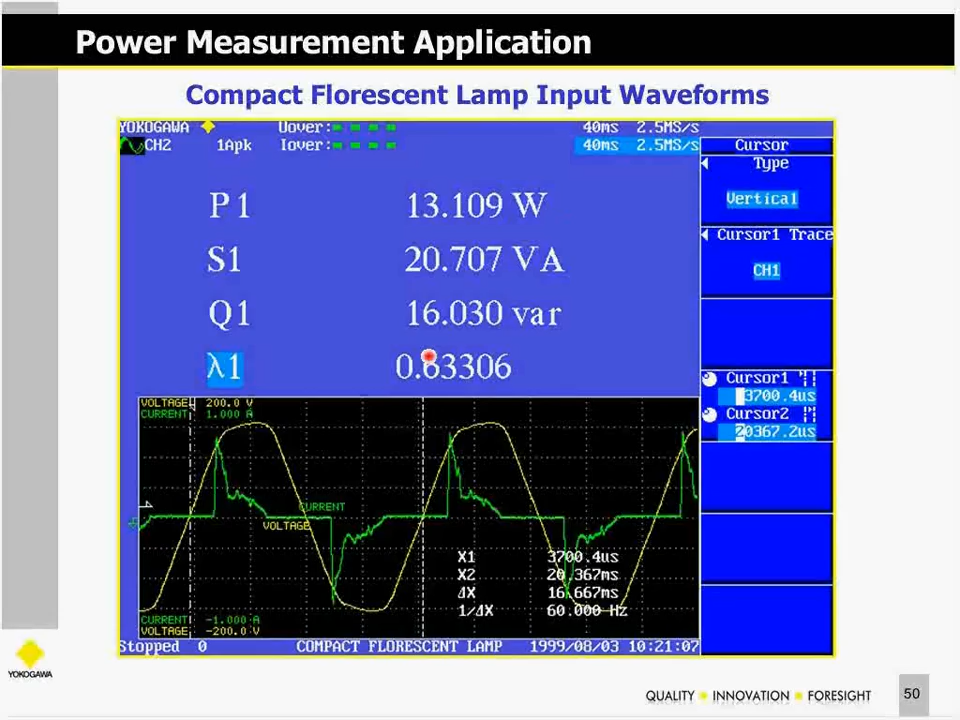 Power Measurement Application
Compact Florescent Lamp Input Waveforms
YOKOGAWA Uover: 40ms 2.5MS/s
CH2 1Apk Iover: 40ms 2.5MS/s
Cursor
Type
Vertical
Cursor1 Trace
CH1
P1 13.109 W
S1 20.707 VA
Q1 16.030 var
λ1 0.63306
Cursor1
3700.4us
Cursor2
20367.2us
VOLTAGE 200.0 V
CURRENT 1.000 A
CURRENT
VOLTAGE
X1 3700.4us
X2 20.367ms
ΔX 16.667ms
1/ΔX 60.000 Hz
CURRENT -1.000 A
VOLTAGE -200.0 V
Stopped 0 COMPACT FLORESCENT LAMP 1999/08/03 10:21:07
YOKOGAWA
QUALITY INNOVATION FORESIGHT
50